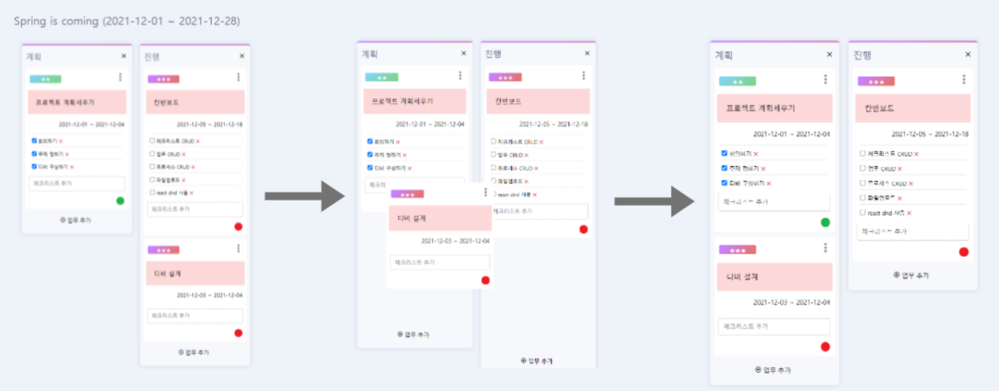 Spring is coming (2021-12-01 ~ 2021-12-28)
계획 ×
★★
프로젝트 계획세우기
2021-12-01 ~ 2021-12-04
회의하기 ×
주제 정하기 ×
디비 구상하기 ×
체크리스트 추가
업무 추가
진행 ×
★★★
칸반보드
2021-12-05 ~ 2021-12-18
체크리스트 CRUD ×
업무 CRUD ×
프로세스 CRUD ×
파일업로드 ×
react dnd 사용 ×
체크리스트 추가
★★★
디비 설계
2021-12-03 ~ 2021-12-04
체크리스트 추가
업무 추가
계획 ×
★★
프로젝트 계획세우기
2021-12-01 ~ 2021-12-04
회의하기 ×
주제 정하기 ×
디비 구상하기 ×
체크리
★★★
디비 설계
2021-12-03 ~ 2021-12-04
체크리스트 추가
업무 추가
진행 ×
★★★
칸반보드
2021-12-05 ~ 2021-12-18
체크리스트 CRUD ×
업무 CRUD ×
프로세스 CRUD ×
파일업로드 ×
react dnd 사용 ×
체크리스트 추가
업무 추가
계획 ×
★★
프로젝트 계획세우기
2021-12-01 ~ 2021-12-04
회의하기 ×
주제 정하기 ×
디비 구상하기 ×
체크리스트 추가
★★★
디비 설계
2021-12-03 ~ 2021-12-04
체크리스트 추가
업무 추가
진행 ×
★★★
칸반보드
2021-12-05 ~ 2021-12-18
체크리스트 CRUD ×
업무 CRUD ×
프로세스 CRUD ×
파일업로드 ×
react dnd 사용 ×
체크리스트 추가
업무 추가